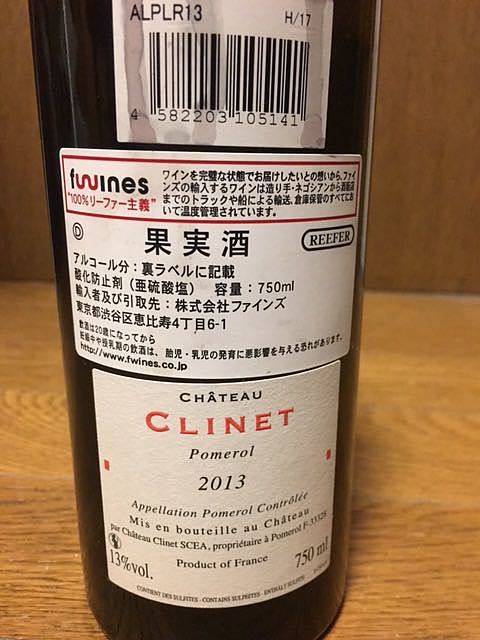 ALPLR13 H/17
4 582203 105141
fwines
"100%リーファー主義"
ワインを完璧な状態でお届けしたいとの想いから、ファイ
ンズの輸入するワインは造り手・ネゴシアンから酒販店
までのトラックや船による輸送、倉庫保管のすべてにお
いて温度管理されています。
D
果実酒
REEFER
アルコール分：裏ラベルに記載
酸化防止剤（亜硫酸塩） 容量：750ml
輸入者及び引取先：株式会社ファインズ
東京都渋谷区恵比寿4丁目6-1
飲酒は20歳になってから
妊娠中や授乳期の飲酒は、胎児・乳児の発育に悪影響を与える恐れがあります。
http://www.fwines.co.jp
CHÂTEAU
CLINET
Pomerol
2013
Appellation Pomerol Contrôlée
Mis en bouteille au Château
par Château Clinet SCEA, propriétaire à Pomerol F-33328
Product of France
13%vol.
750 ml
CONTIENT DES SULFITES - CONTAINS SULPHITES - ENTHÄLT SULFITE